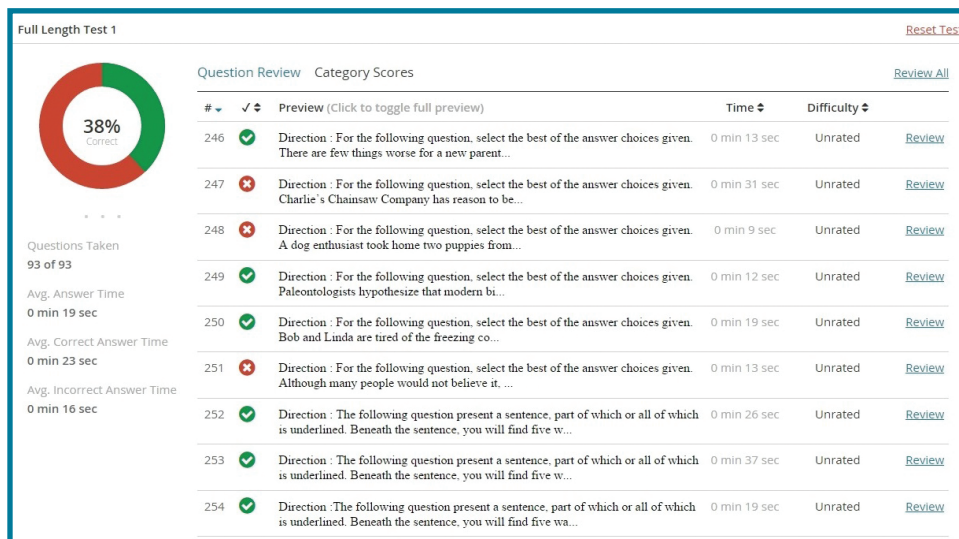 Full Length Test 1
Reset Test
38%
Correct
Questions Taken
93 of 93
Avg. Answer Time
0 min 19 sec
Avg. Correct Answer Time
0 min 23 sec
Avg. Incorrect Answer Time
0 min 16 sec
Question Review Category Scores Review All
# ✓ Preview (Click to toggle full preview) Time Difficulty
246 Direction : For the following question, select the best of the answer choices given. 0 min 13 sec Unrated Review
There are few things worse for a new parent...
247 Direction : For the following question, select the best of the answer choices given. 0 min 31 sec Unrated Review
Charlie`s Chainsaw Company has reason to be...
248 Direction : For the following question, select the best of the answer choices given. 0 min 9 sec Unrated Review
A dog enthusiast took home two puppies from...
249 Direction : For the following question, select the best of the answer choices given. 0 min 12 sec Unrated Review
Paleontologists hypothesize that modern bi...
250 Direction : For the following question, select the best of the answer choices given. 0 min 19 sec Unrated Review
Bob and Linda are tired of the freezing co...
251 Direction : For the following question, select the best of the answer choices given. 0 min 13 sec Unrated Review
Although many people would not believe it, ...
252 Direction : The following question present a sentence, part of which or all of which 0 min 26 sec Unrated Review
is underlined. Beneath the sentence, you will find five w...
253 Direction : The following question present a sentence, part of which or all of which 0 min 37 sec Unrated Review
is underlined. Beneath the sentence, you will find five w...
254 Direction :The following question present a sentence, part of which or all of which 0 min 19 sec Unrated Review
is underlined. Beneath the sentence, you will find five wa...